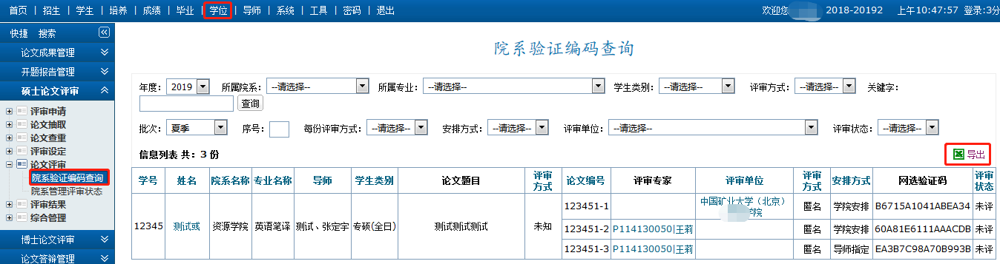 首页 | 招生 | 学生 | 培养 | 成绩 | 毕业 | 学位 | 导师 | 系统 | 工具 | 密码 | 退出
欢迎您 2018-20192 上午10:47:57 登录:3分
快捷 搜索
论文成果管理
开题报告管理
硕士论文评审
评审申请
论文抽取
论文查重
评审设定
论文评审
院系验证编码查询
院系管理评审状态
评审结果
综合管理
博士论文评审
论文答辩管理
院系验证编码查询
年度: 2019 所属院系: --请选择-- 所属专业: --请选择-- 学生类别: --请选择-- 评审方式: --请选择-- 关键字:
查询
批次: 夏季 序号: 每份评审方式: --请选择-- 安排方式: --请选择-- 评审单位: --请选择-- 评审状态: --请选择--
信息列表 共: 3 份
导出
学号 姓名 院系名称 专业名称 导师 学生类别 论文题目 评审方式 论文编号 评审专家 评审单位 评审方式 安排方式 网选验证码 评审状态
12345 测试或 资源学院 英语笔译 测试、张定宇 专硕(全日) 测试测试测试 未知
123451-1 中国矿业大学（北京） 学院 匿名 学院安排 B6715A1041ABEA34 未评
123451-2 P114130050|王莉 匿名 学院安排 60A81E6111AAACDB 未评
123451-3 P114130050|王莉 匿名 导师指定 EA3B7C98A70B993B 未评